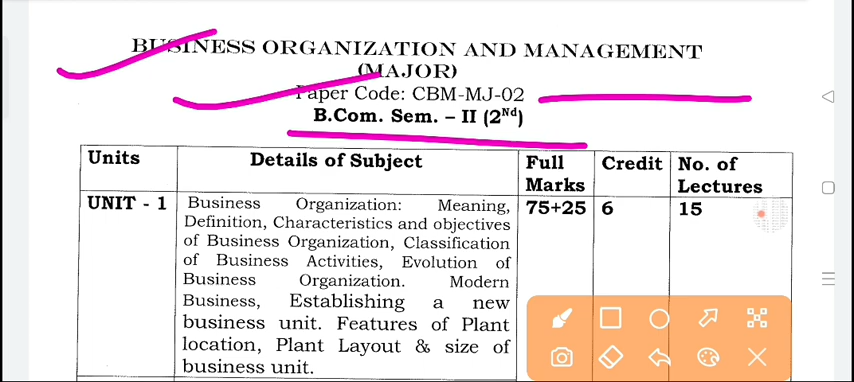 BUSINESS ORGANIZATION AND MANAGEMENT
(MAJOR)
Paper Code: CBM-MJ-02
B.Com. Sem. – II (2Nd)
Units Details of Subject Full Marks Credit No. of Lectures
UNIT - 1 Business Organization: Meaning, 75+25 6 15
Definition, Characteristics and objectives
of Business Organization, Classification
of Business Activities, Evolution of
Business Organization. Modern
Business, Establishing a new
business unit. Features of Plant
location, Plant Layout & size of
business unit.